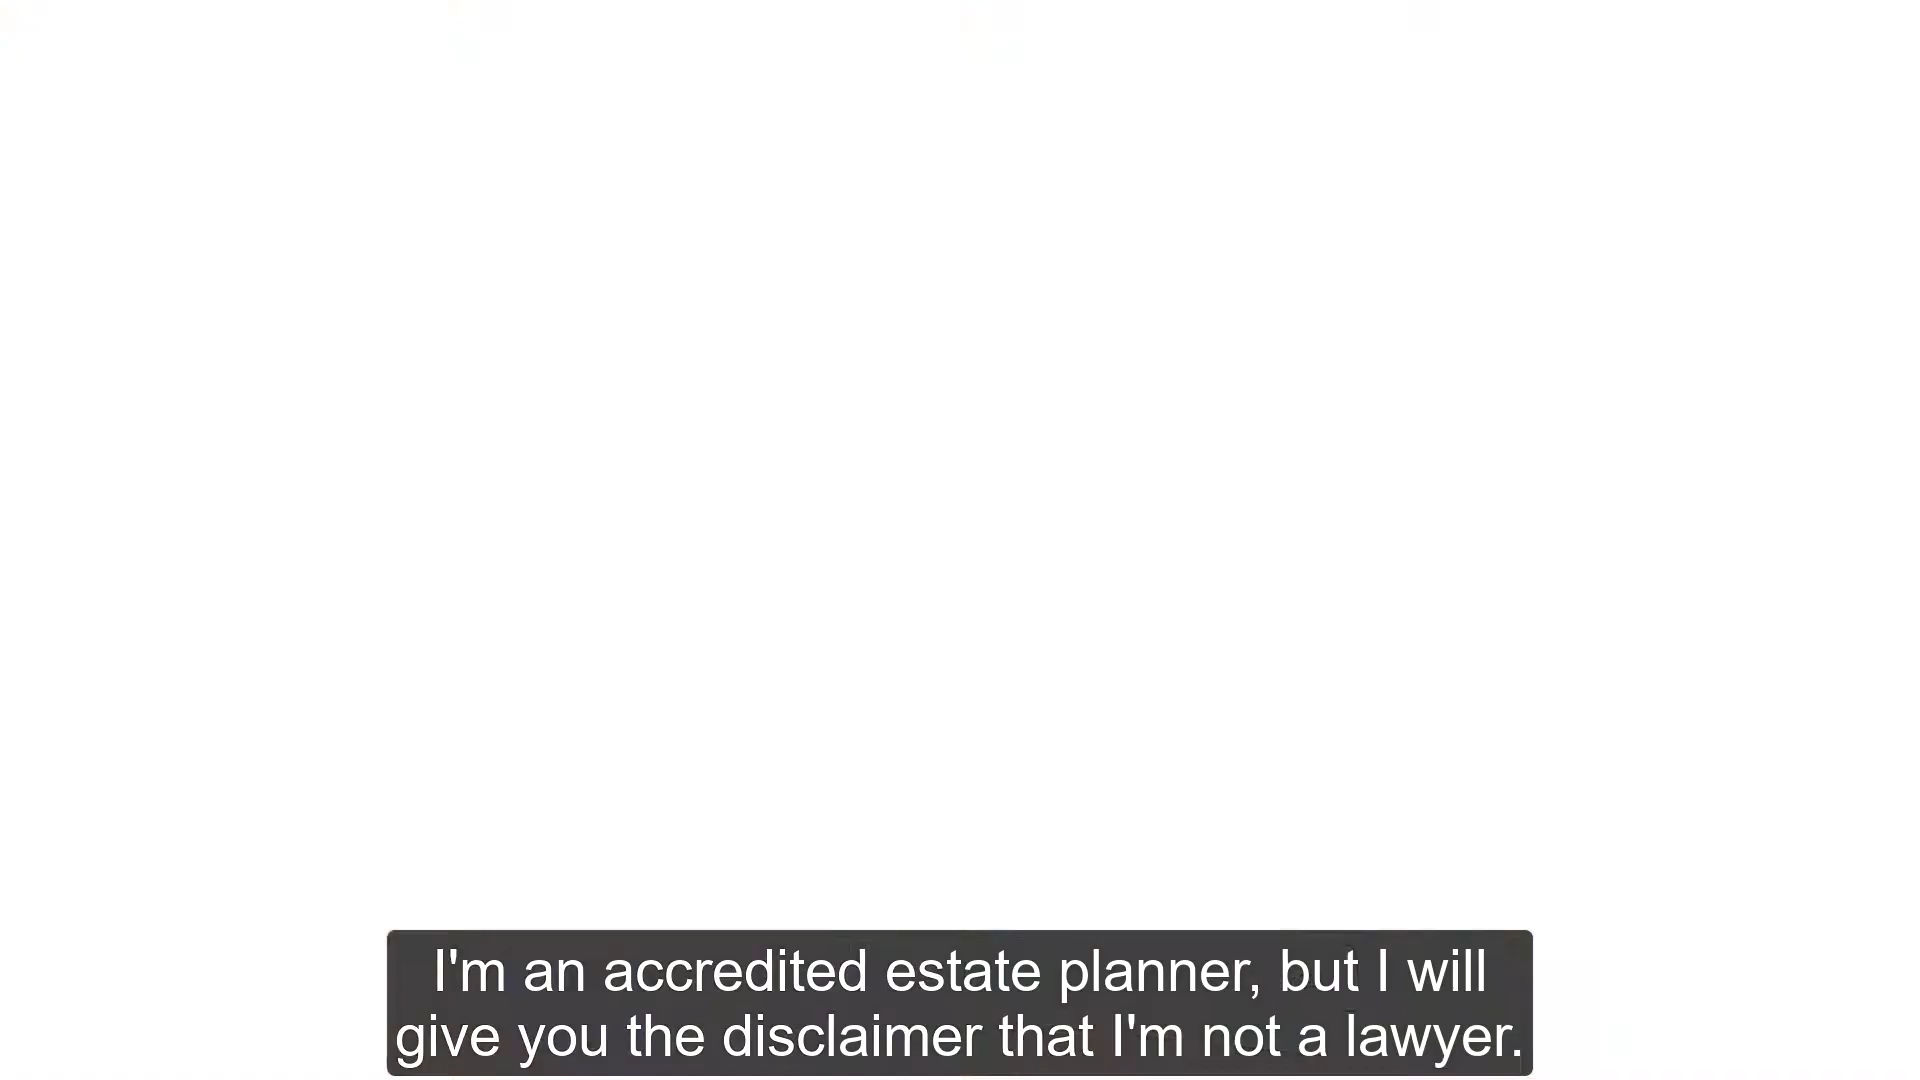 I'm an accredited estate planner, but I will
give you the disclaimer that I'm not a lawyer.